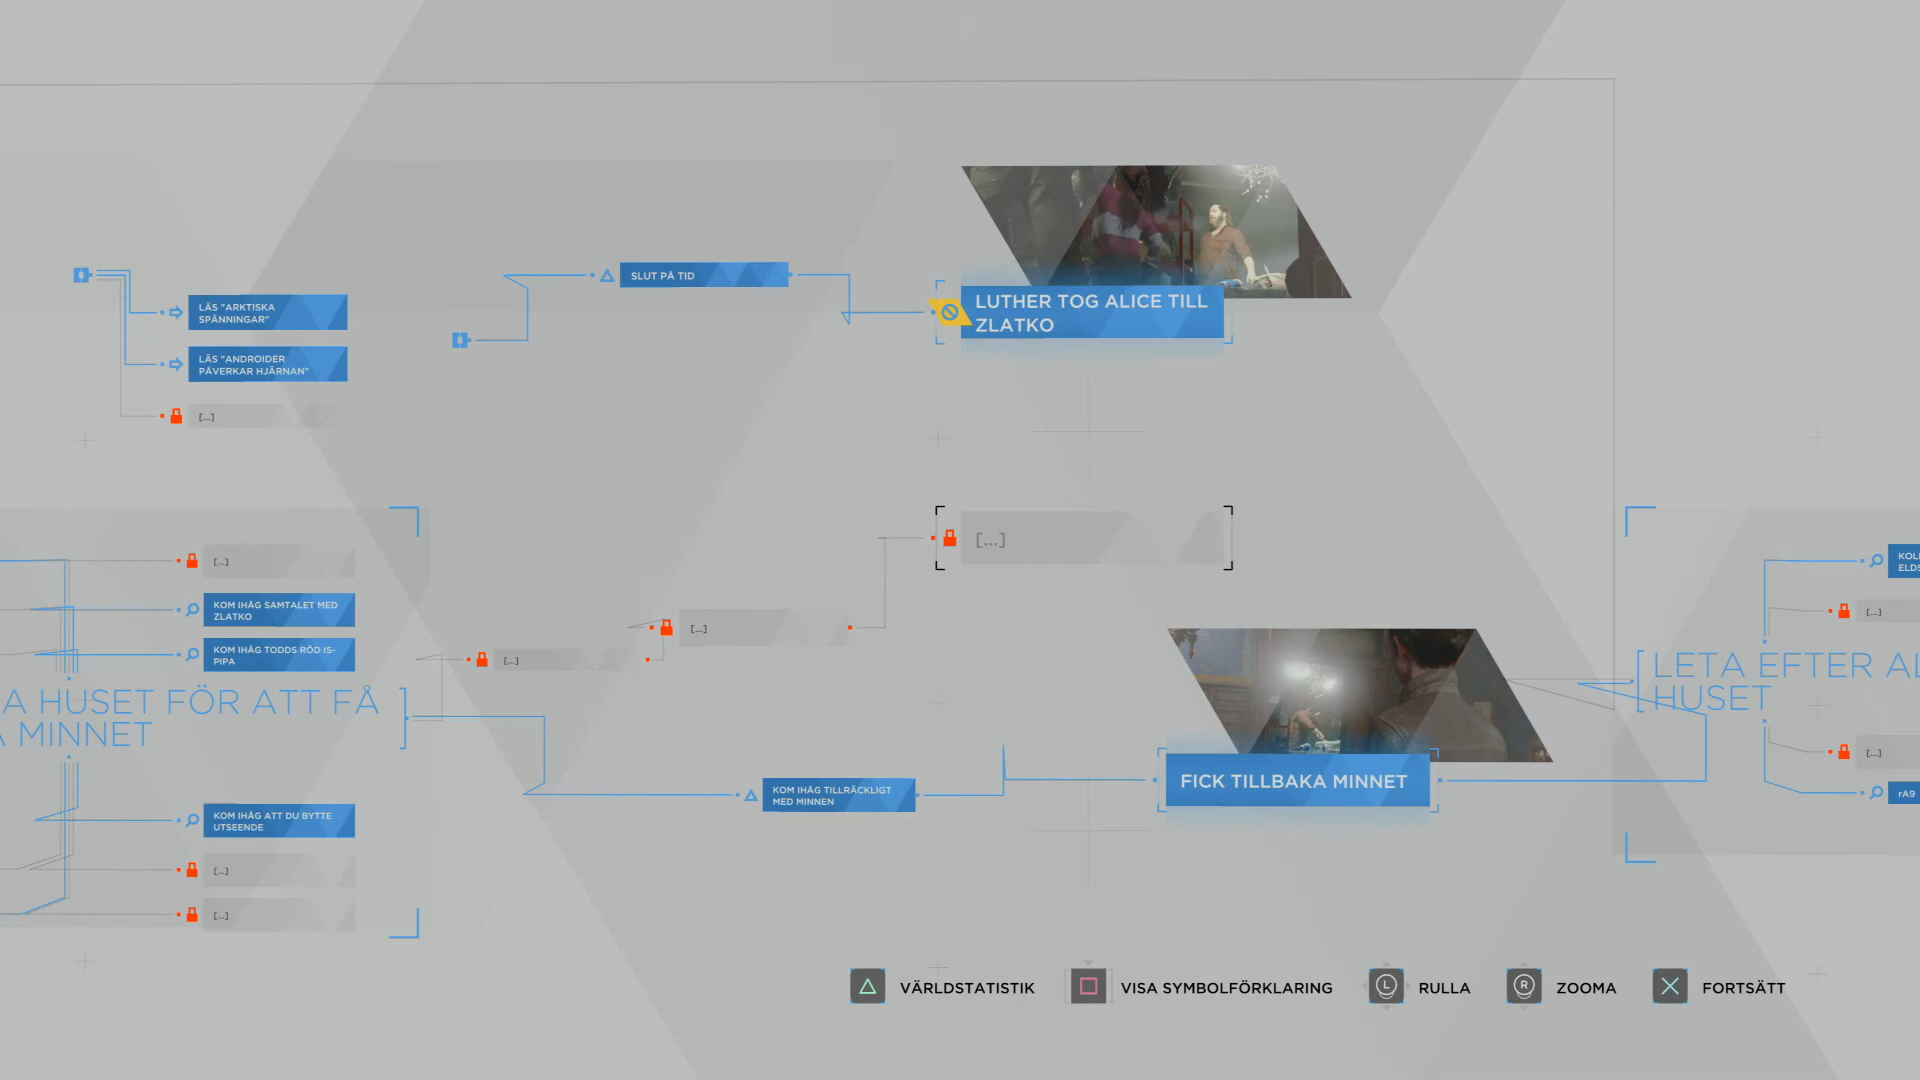 SLUT PÅ TID
LUTHER TOG ALICE TILL
ZLATKO
LÄS "ARKTISKA
SPÄNNINGAR"
LÄS "ANDROIDER
PÅVERKAR HJÄRNAN"
[...]
[...]
[...]
KOM IHÅG SAMTALET MED
ZLATKO
KOM IHÅG TODDS RÖD IS-
PIPA
A HUSET FÖR ATT FÅ
A MINNET
KOM IHÅG ATT DU BYTTE
UTSEENDE
[...]
[...]
[...]
[...]
KOM IHÅG TILLRÄCKLIGT
MED MINNEN
FICK TILLBAKA MINNET
[...]
LETA EFTER AL
HUSET
[...]
rA9
VÄRLDSTATISTIK
VISA SYMBOLFÖRKLARING
L
RULLA
R
ZOOMA
FORTSÄTT